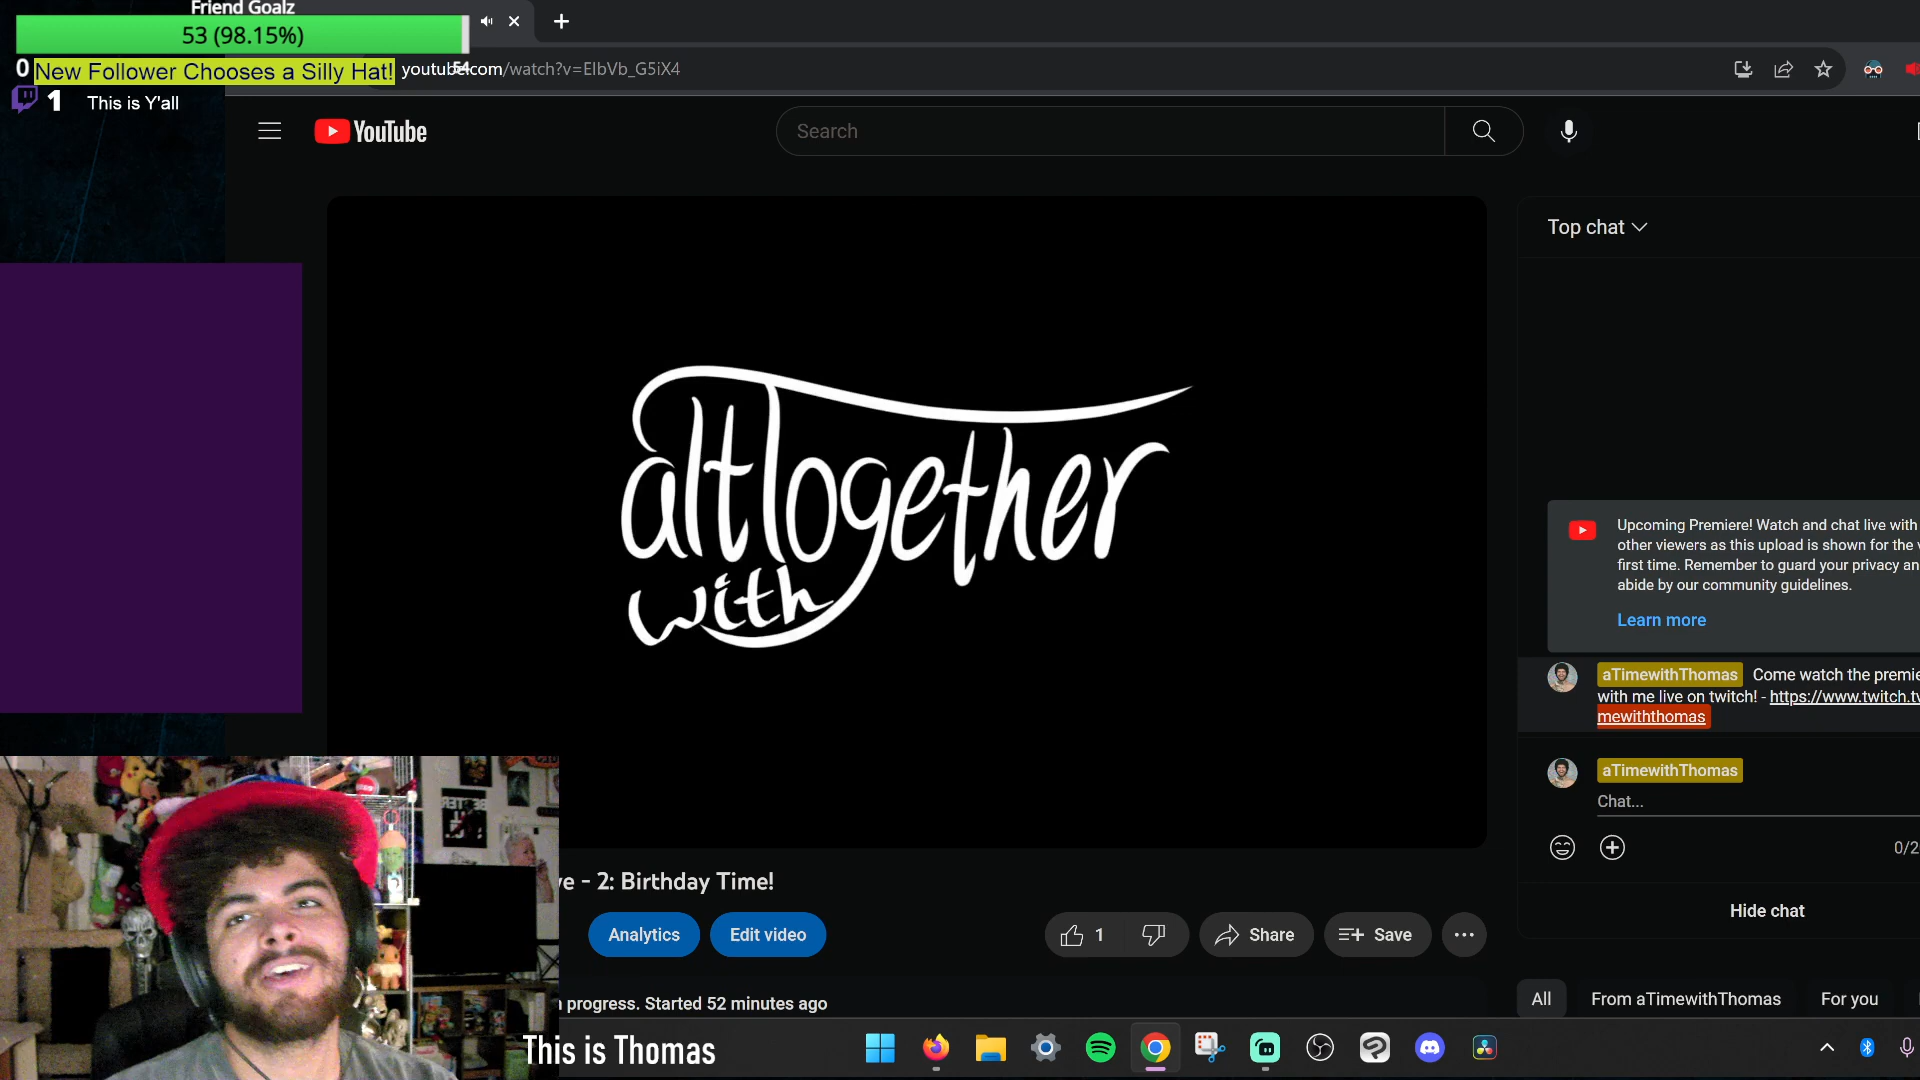 Friend Goalz
53 (98.15%)
0
54
New Follower Chooses a Silly Hat!
youtube.com/watch?v=EIbVb_G5iX4
1
This is Y'all
YouTube
Search
altogether
with
Top chat
Upcoming Premiere! Watch and chat live with
other viewers as this upload is shown for the
first time. Remember to guard your privacy an
abide by our community guidelines.
Learn more
aTimewithThomas Come watch the premie
with me live on twitch! - https://www.twitch.tv
mewiththomas
aTimewithThomas
Chat...
0/2
Hide chat
ve - 2: Birthday Time!
Analytics
Edit video
1
Share
Save
progress. Started 52 minutes ago
All
From aTimewithThomas
For you
This is Thomas